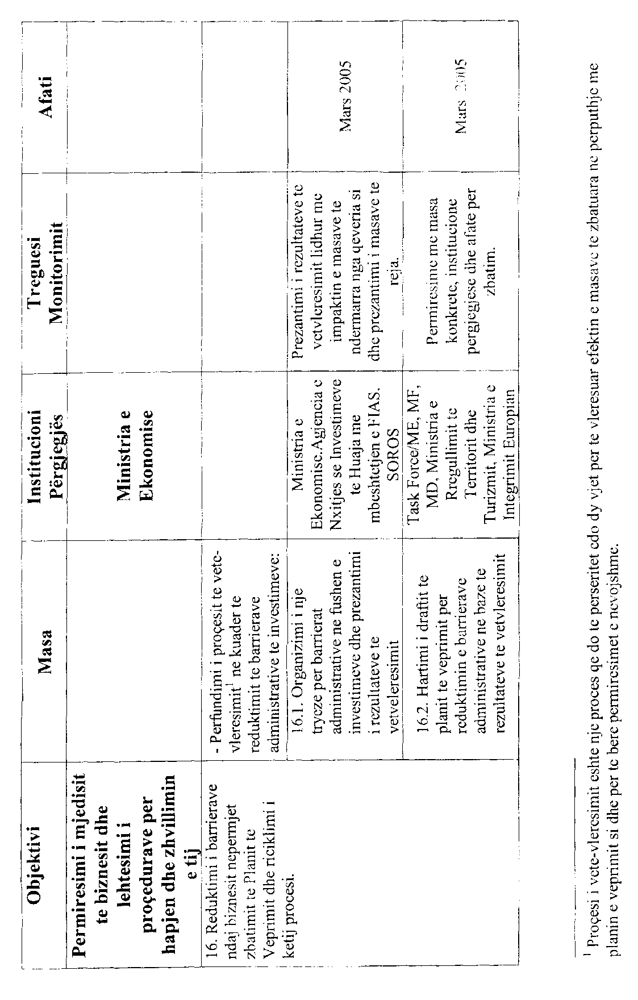 Objektivi
Masa
Institucioni
Përgjegjës
Treguesi
Monitorimit
Afati
Permiresimi i mjedisit
te biznesit dhe
lehtesimi i
proçedurave per
hapjen dhe zhvillimin
e tij
Ministria e
Ekonomise
16. Reduktimi i barrierave
ndaj biznesit nepermjet
zbatimit te Planit te
Veprimit dhe riciklimi i
ketij procesi.
- Perfundimi i proçesit te vete-
vleresimit¹ ne kuader te
reduktimit te barrierave
administrative te investimeve:
16.1. Organizimi i nje
tryeze per barrierat
administrative ne fushen e
investimeve dhe prezantimi
i rezultateve te
vetveleresimit
Ministria e
Ekonomise.Agjencia e
Nxitjes se Investimeve
te Huaja me
mbeshtetjen e FIAS.
SOROS
Prezantimi i rezultateve te
vetvleresimit lidhur me
impaktin e masave te
ndermarra nga qeveria si
dhe prezantimi i masave te
reja.
Mars 2005
16.2. Hartimi i draftit te
planit te veprimit per
reduktimin e barrierave
administrative ne baze te
rezultateve te vetvleresimit
Task Force/ME, MF,
MD, Ministria e
Rregullimit te
Territorit dhe
Turizmit, Ministria e
Integrimit Europian
Permiresime me masa
konkrete, institucione
pergjegjese dhe afate per
zbatim.
Mars 2005
¹ Proçesi i vete-vleresimit eshte nje proces qe do te perseritet cdo dy vjet per te vleresuar efektin e masave te zbatuara ne perputhje me
planin e veprimit si dhe per te bere permiresimet e nevojshme.